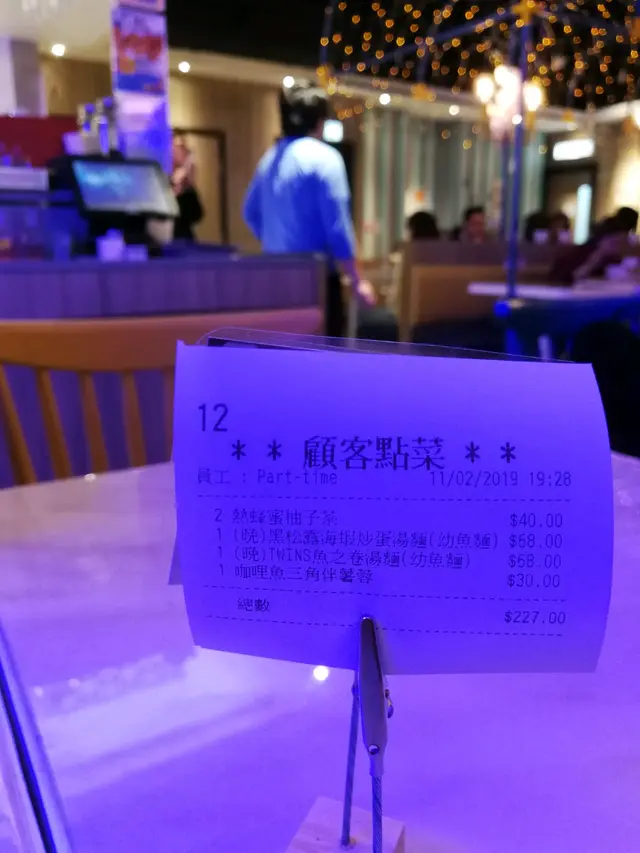 12
* * 顧客點菜 * *
員工 : Part-time 11/02/2019 19:28
2 熱蜂蜜柚子茶 $40.00
1 (晚)黑松露海蝦炒蛋湯麵(幼魚麵) $68.00
1 (晚)TWINS魚之卷湯麵(幼魚麵) $68.00
1 咖哩魚三角伴薯蓉 $30.00
總數 $227.00